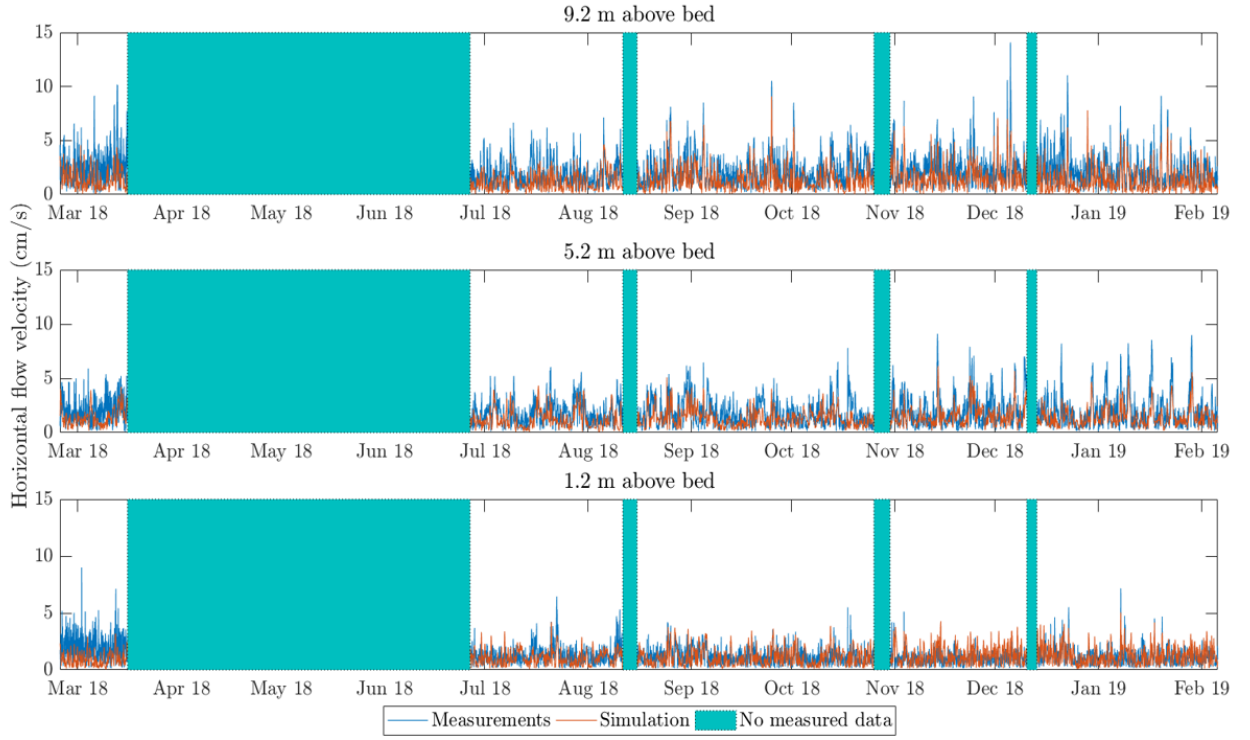 9.2 m above bed
15
10
5
0
Mar 18 Apr 18 May 18 Jun 18 Jul 18 Aug 18 Sep 18 Oct 18 Nov 18 Dec 18 Jan 19 Feb 19
Horizontal flow velocity (cm/s)
5.2 m above bed
15
10
5
0
Mar 18 Apr 18 May 18 Jun 18 Jul 18 Aug 18 Sep 18 Oct 18 Nov 18 Dec 18 Jan 19 Feb 19
1.2 m above bed
15
10
5
0
Mar 18 Apr 18 May 18 Jun 18 Jul 18 Aug 18 Sep 18 Oct 18 Nov 18 Dec 18 Jan 19 Feb 19
Measurements Simulation No measured data